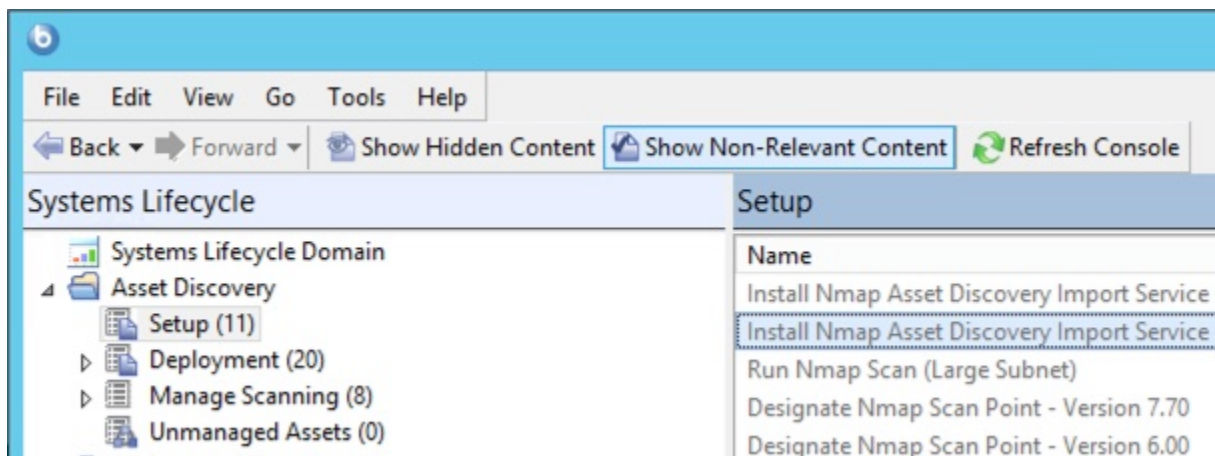 b
File Edit View Go Tools Help
Back Forward Show Hidden Content Show Non-Relevant Content Refresh Console
Systems Lifecycle
Systems Lifecycle Domain
Asset Discovery
Setup (11)
Deployment (20)
Manage Scanning (8)
Unmanaged Assets (0)
Setup
Name
Install Nmap Asset Discovery Import Service
Install Nmap Asset Discovery Import Service
Run Nmap Scan (Large Subnet)
Designate Nmap Scan Point - Version 7.70
Designate Nmap Scan Point - Version 6.00